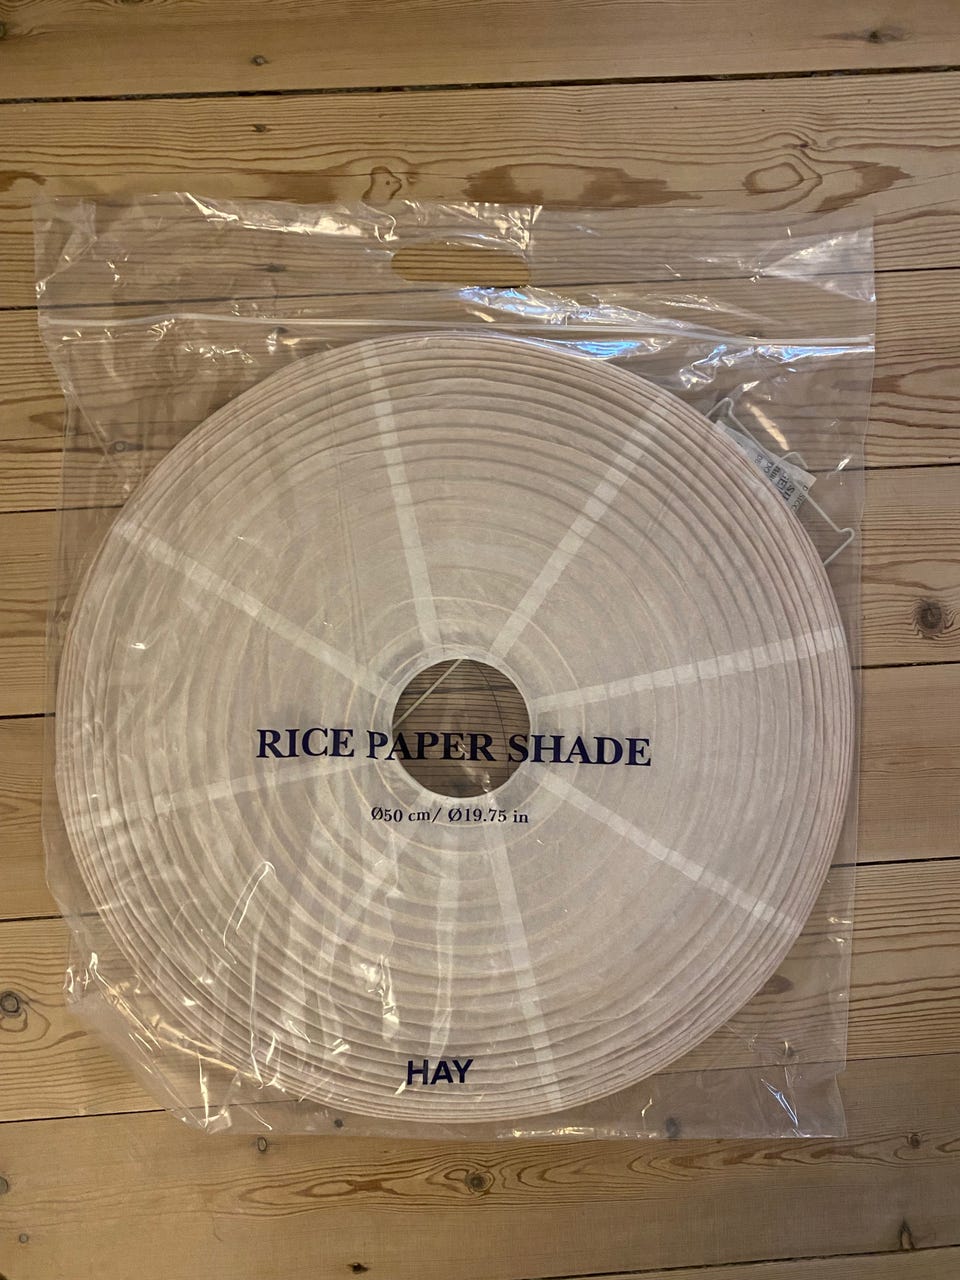 RICE PAPER SHADE
Ø50 cm/ Ø19.75 in
HAY